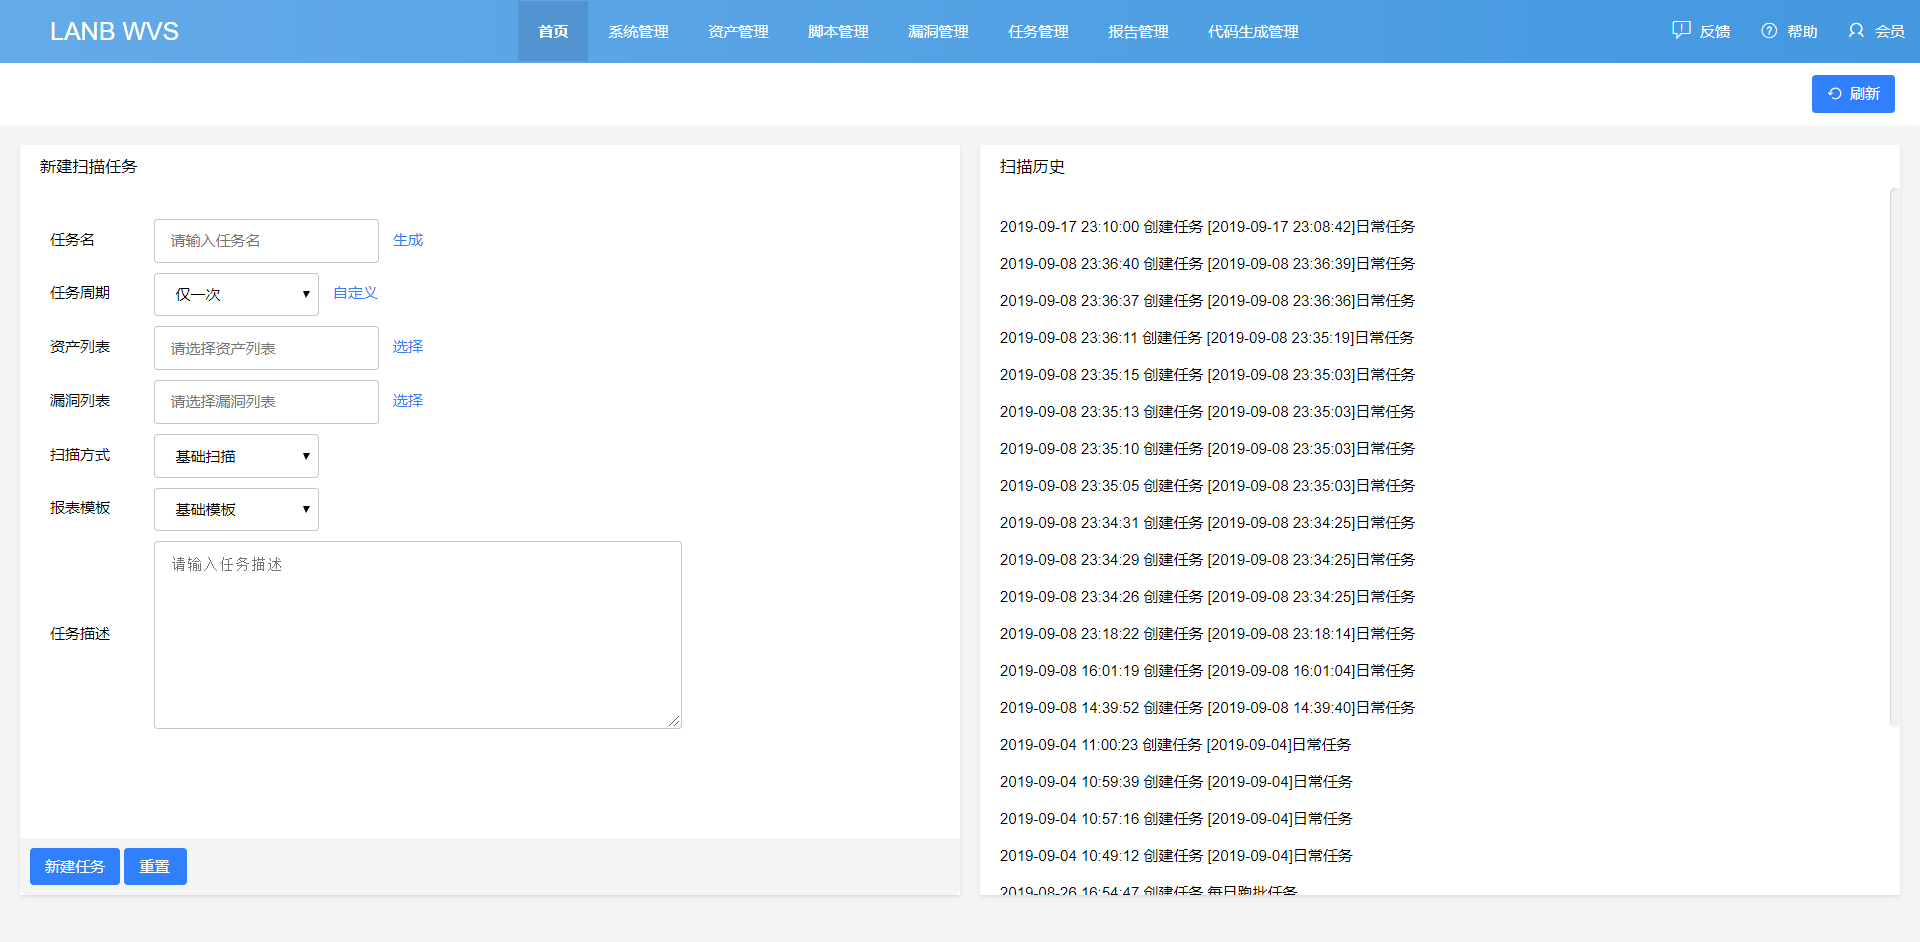 LANB WVS 首页 系统管理 资产管理 脚本管理 漏洞管理 任务管理 报告管理 代码生成管理 反馈 帮助 会员
刷新
新建扫描任务
任务名 请输入任务名 生成
任务周期 仅一次 自定义
资产列表 请选择资产列表 选择
漏洞列表 请选择漏洞列表 选择
扫描方式 基础扫描
报表模板 基础模板
任务描述 请输入任务描述
新建任务 重置
扫描历史
2019-09-17 23:10:00 创建任务 [2019-09-17 23:08:42]日常任务
2019-09-08 23:36:40 创建任务 [2019-09-08 23:36:39]日常任务
2019-09-08 23:36:37 创建任务 [2019-09-08 23:36:36]日常任务
2019-09-08 23:36:11 创建任务 [2019-09-08 23:35:19]日常任务
2019-09-08 23:35:15 创建任务 [2019-09-08 23:35:03]日常任务
2019-09-08 23:35:13 创建任务 [2019-09-08 23:35:03]日常任务
2019-09-08 23:35:10 创建任务 [2019-09-08 23:35:03]日常任务
2019-09-08 23:35:05 创建任务 [2019-09-08 23:35:03]日常任务
2019-09-08 23:34:31 创建任务 [2019-09-08 23:34:25]日常任务
2019-09-08 23:34:29 创建任务 [2019-09-08 23:34:25]日常任务
2019-09-08 23:34:26 创建任务 [2019-09-08 23:34:25]日常任务
2019-09-08 23:18:22 创建任务 [2019-09-08 23:18:14]日常任务
2019-09-08 16:01:19 创建任务 [2019-09-08 16:01:04]日常任务
2019-09-08 14:39:52 创建任务 [2019-09-08 14:39:40]日常任务
2019-09-04 11:00:23 创建任务 [2019-09-04]日常任务
2019-09-04 10:59:39 创建任务 [2019-09-04]日常任务
2019-09-04 10:57:16 创建任务 [2019-09-04]日常任务
2019-09-04 10:49:12 创建任务 [2019-09-04]日常任务
2019-08-26 16:54:47 创建任务 每日跑批任务